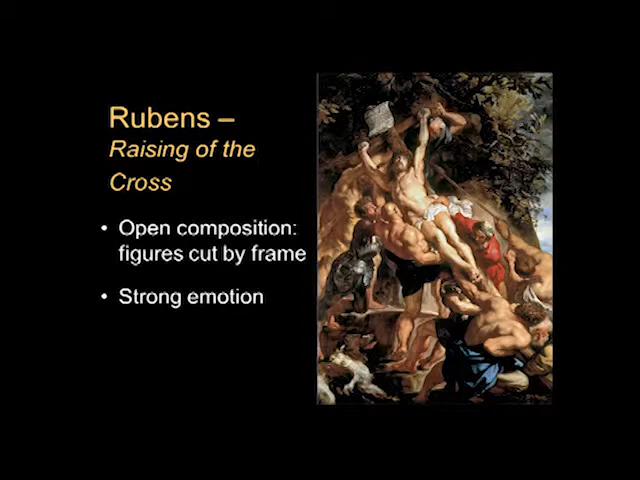 Rubens –
Raising of the
Cross
• Open composition:
figures cut by frame
• Strong emotion